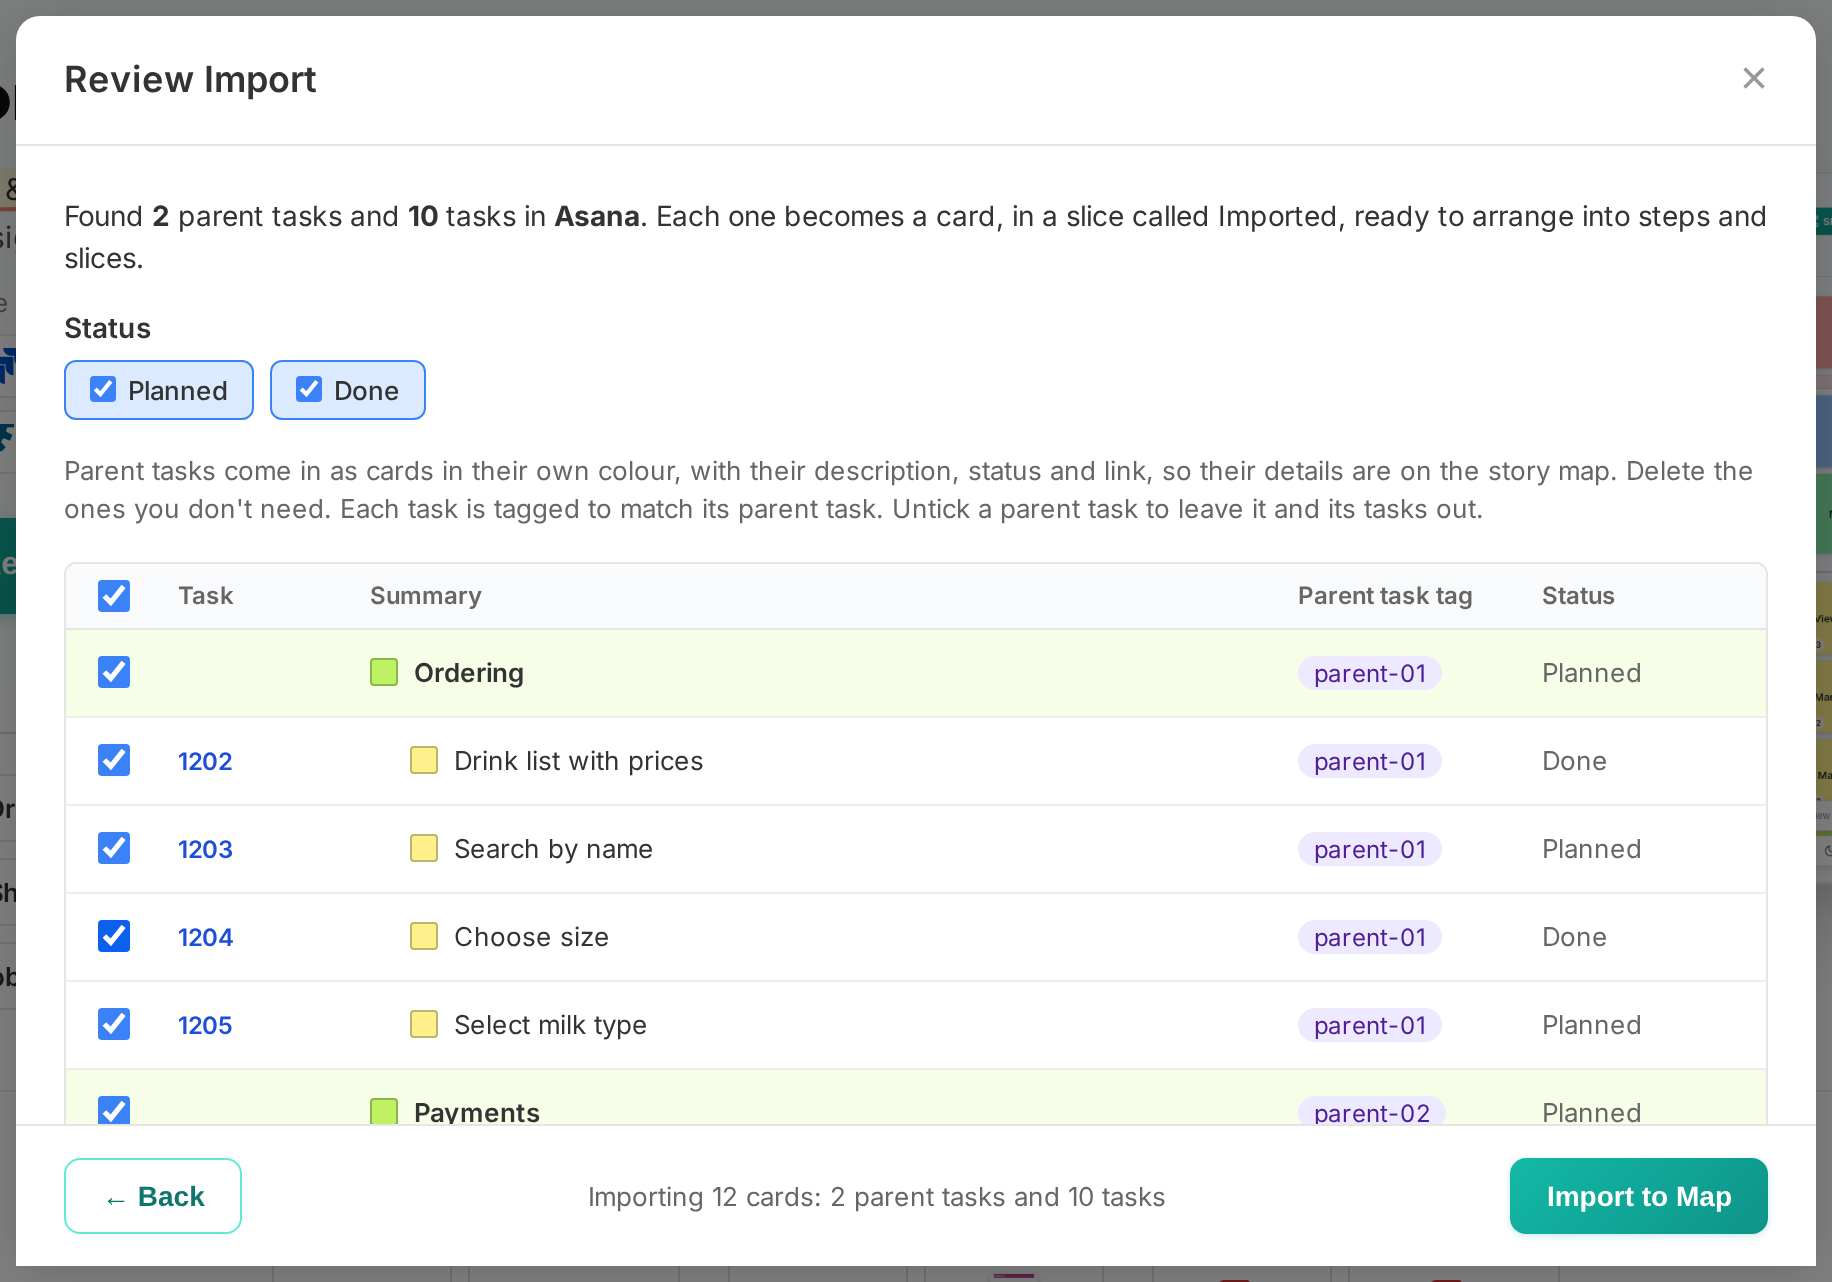 Review Import
Found 2 parent tasks and 10 tasks in Asana. Each one becomes a card, in a slice called Imported, ready to arrange into steps and
slices.
Status
Planned
Done
Parent tasks come in as cards in their own colour, with their description, status and link, so their details are on the story map. Delete the
ones you don't need. Each task is tagged to match its parent task. Untick a parent task to leave it and its tasks out.
Task Summary Parent task tag Status
Ordering parent-01 Planned
1202 Drink list with prices parent-01 Done
1203 Search by name parent-01 Planned
1204 Choose size parent-01 Done
1205 Select milk type parent-01 Planned
Payments parent-02 Planned
← Back
Importing 12 cards: 2 parent tasks and 10 tasks
Import to Map